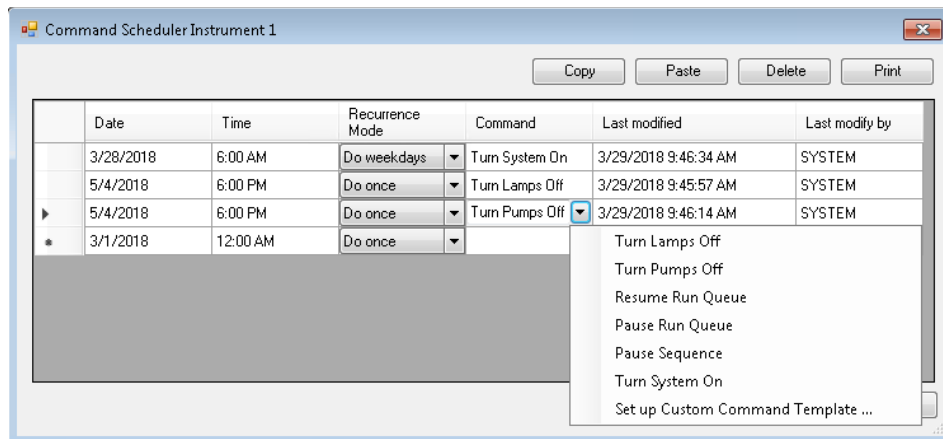 Command Scheduler Instrument 1
Copy Paste Delete Print
Date Time Recurrence Mode Command Last modified Last modify by
3/28/2018 6:00 AM Do weekdays Turn System On 3/29/2018 9:46:34 AM SYSTEM
5/4/2018 6:00 PM Do once Turn Lamps Off 3/29/2018 9:45:57 AM SYSTEM
5/4/2018 6:00 PM Do once Turn Pumps Off 3/29/2018 9:46:14 AM SYSTEM
3/1/2018 12:00 AM Do once
Turn Lamps Off
Turn Pumps Off
Resume Run Queue
Pause Run Queue
Pause Sequence
Turn System On
Set up Custom Command Template ...